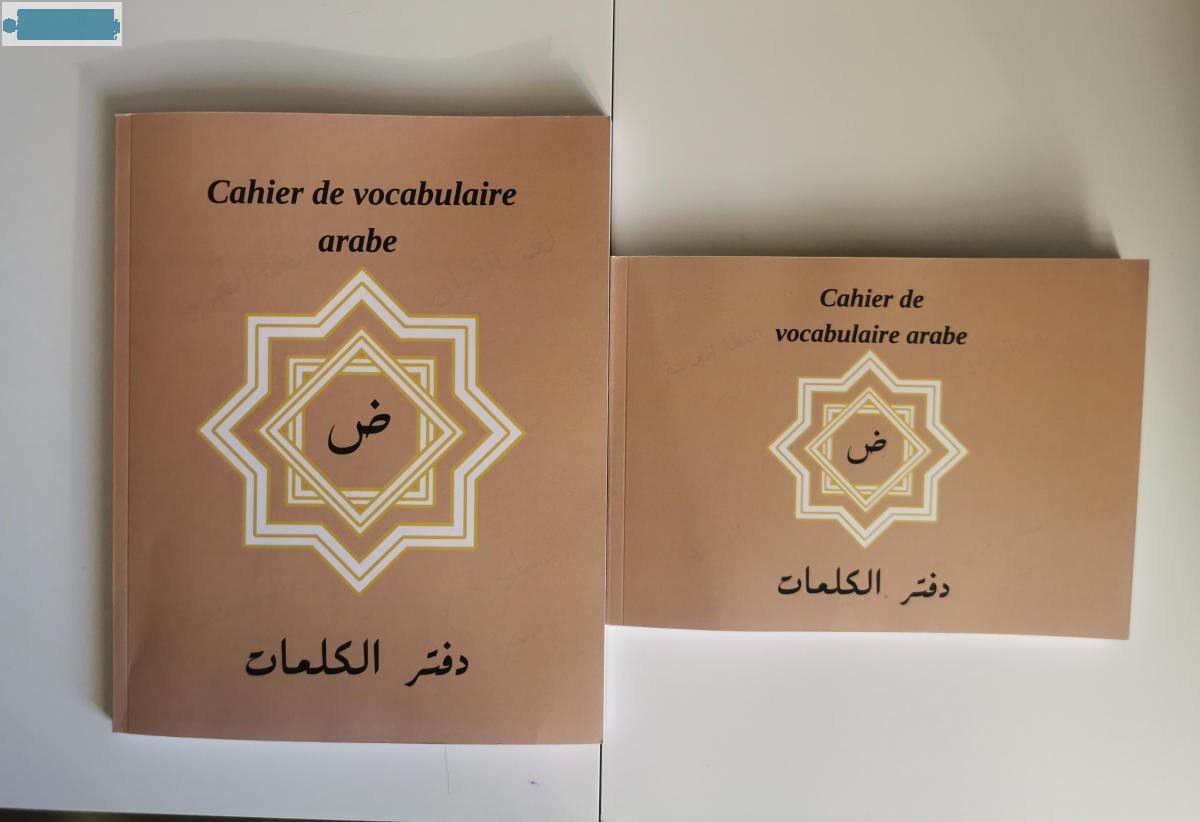 Cahier de vocabulaire
arabe
ض
دفتر الكلمات
Cahier de
vocabulaire arabe
ض
دفتر الكلمات